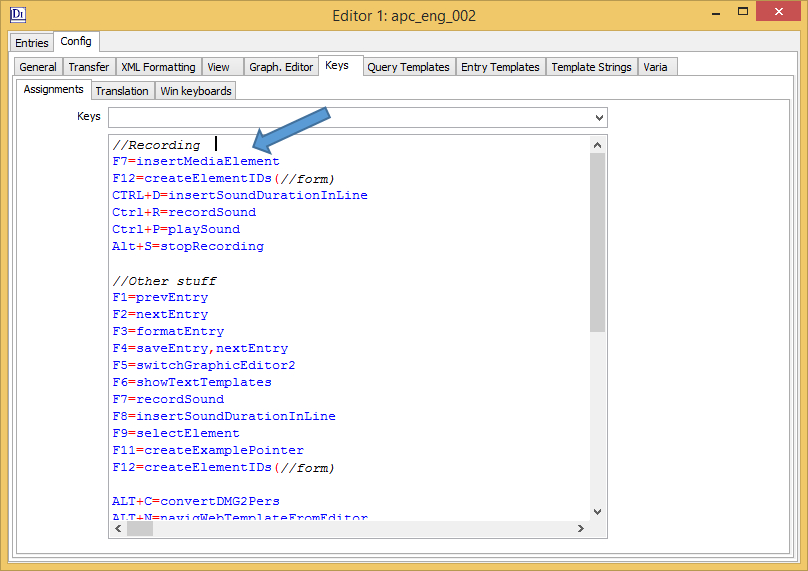 DI
Editor 1: apc_eng_002
Entries Config
General Transfer XML Formatting View Graph. Editor Keys Query Templates Entry Templates Template Strings Varia
Assignments Translation Win keyboards
Keys
//Recording
F7=insertMediaElement
F12=createElementIDs(//form)
CTRL+D=insertSoundDurationInLine
Ctrl+R=recordSound
Ctrl+P=playSound
Alt+S=stopRecording
//Other stuff
F1=prevEntry
F2=nextEntry
F3=formatEntry
F4=saveEntry,nextEntry
F5=switchGraphicEditor2
F6=showTextTemplates
F7=recordSound
F8=insertSoundDurationInLine
F9=selectElement
F11=createExamplePointer
F12=createElementIDs(//form)
ALT+C=convertDMG2Pers
ALT+N=navigWebTemplateFromEditor